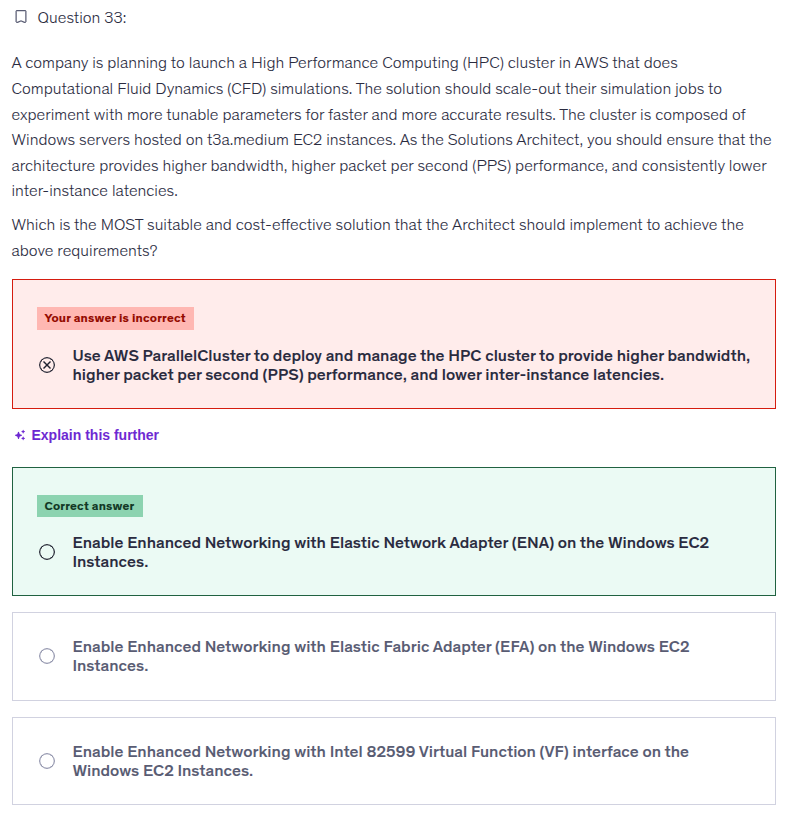 Question 33:
A company is planning to launch a High Performance Computing (HPC) cluster in AWS that does
Computational Fluid Dynamics (CFD) simulations. The solution should scale-out their simulation jobs to
experiment with more tunable parameters for faster and more accurate results. The cluster is composed of
Windows servers hosted on t3a.medium EC2 instances. As the Solutions Architect, you should ensure that the
architecture provides higher bandwidth, higher packet per second (PPS) performance, and consistently lower
inter-instance latencies.
Which is the MOST suitable and cost-effective solution that the Architect should implement to achieve the
above requirements?
Your answer is incorrect
Use AWS ParallelCluster to deploy and manage the HPC cluster to provide higher bandwidth,
higher packet per second (PPS) performance, and lower inter-instance latencies.
Explain this further
Correct answer
Enable Enhanced Networking with Elastic Network Adapter (ENA) on the Windows EC2
Instances.
Enable Enhanced Networking with Elastic Fabric Adapter (EFA) on the Windows EC2
Instances.
Enable Enhanced Networking with Intel 82599 Virtual Function (VF) interface on the
Windows EC2 Instances.